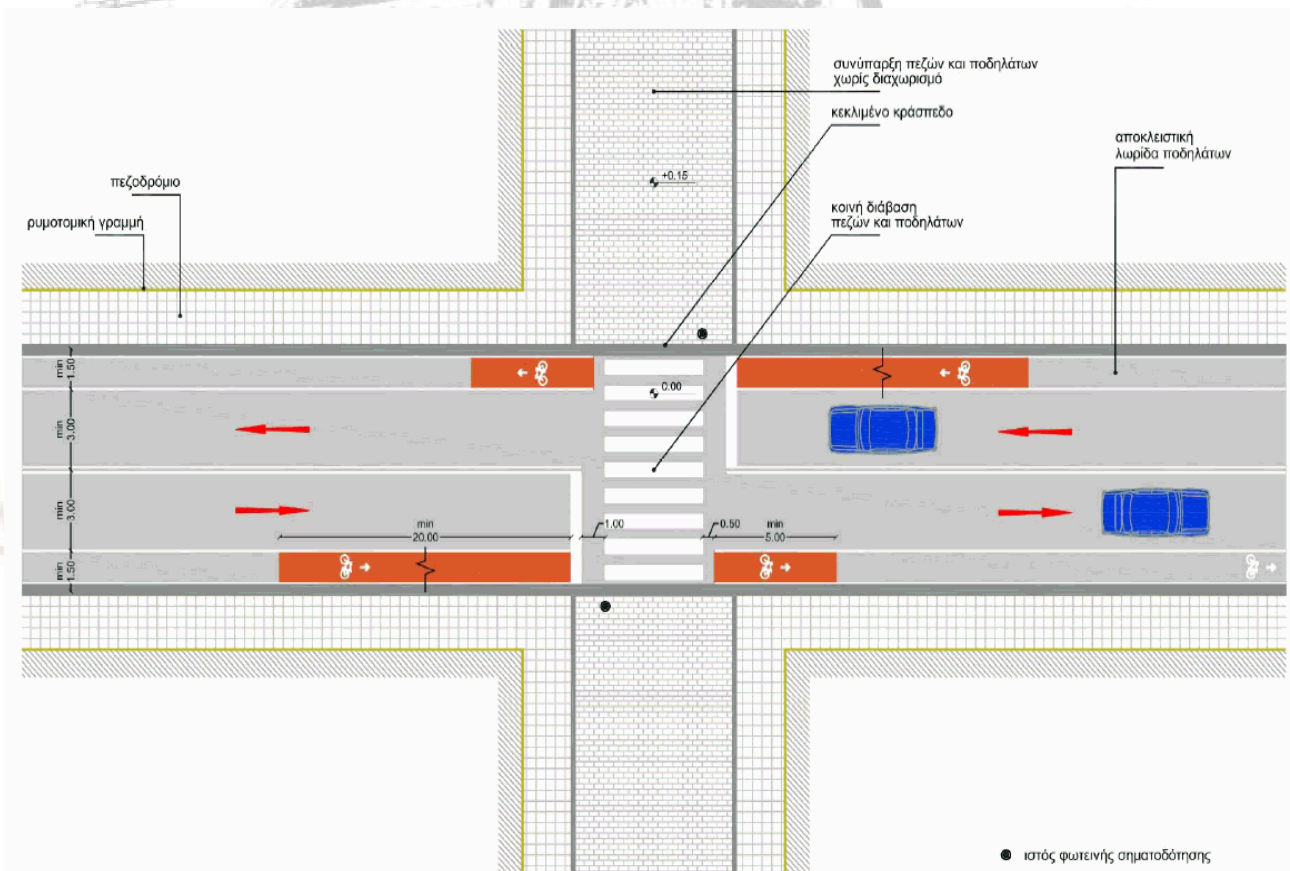 συνύπαρξη πεζών και ποδηλάτων
χωρίς διαχωρισμό
κεκλιμένο κράσπεδο
αποκλειστική
λωρίδα ποδηλάτων
πεζοδρόμιο
+0.15
ρυμοτομική γραμμή
κοινή διάβαση
πεζών και ποδηλάτων
min
1.50
0.00
min
3.00
min
3.00
min
20.00
1.00
0.50
min
5.00
min
1.50
ιστός φωτεινής σηματοδότησης